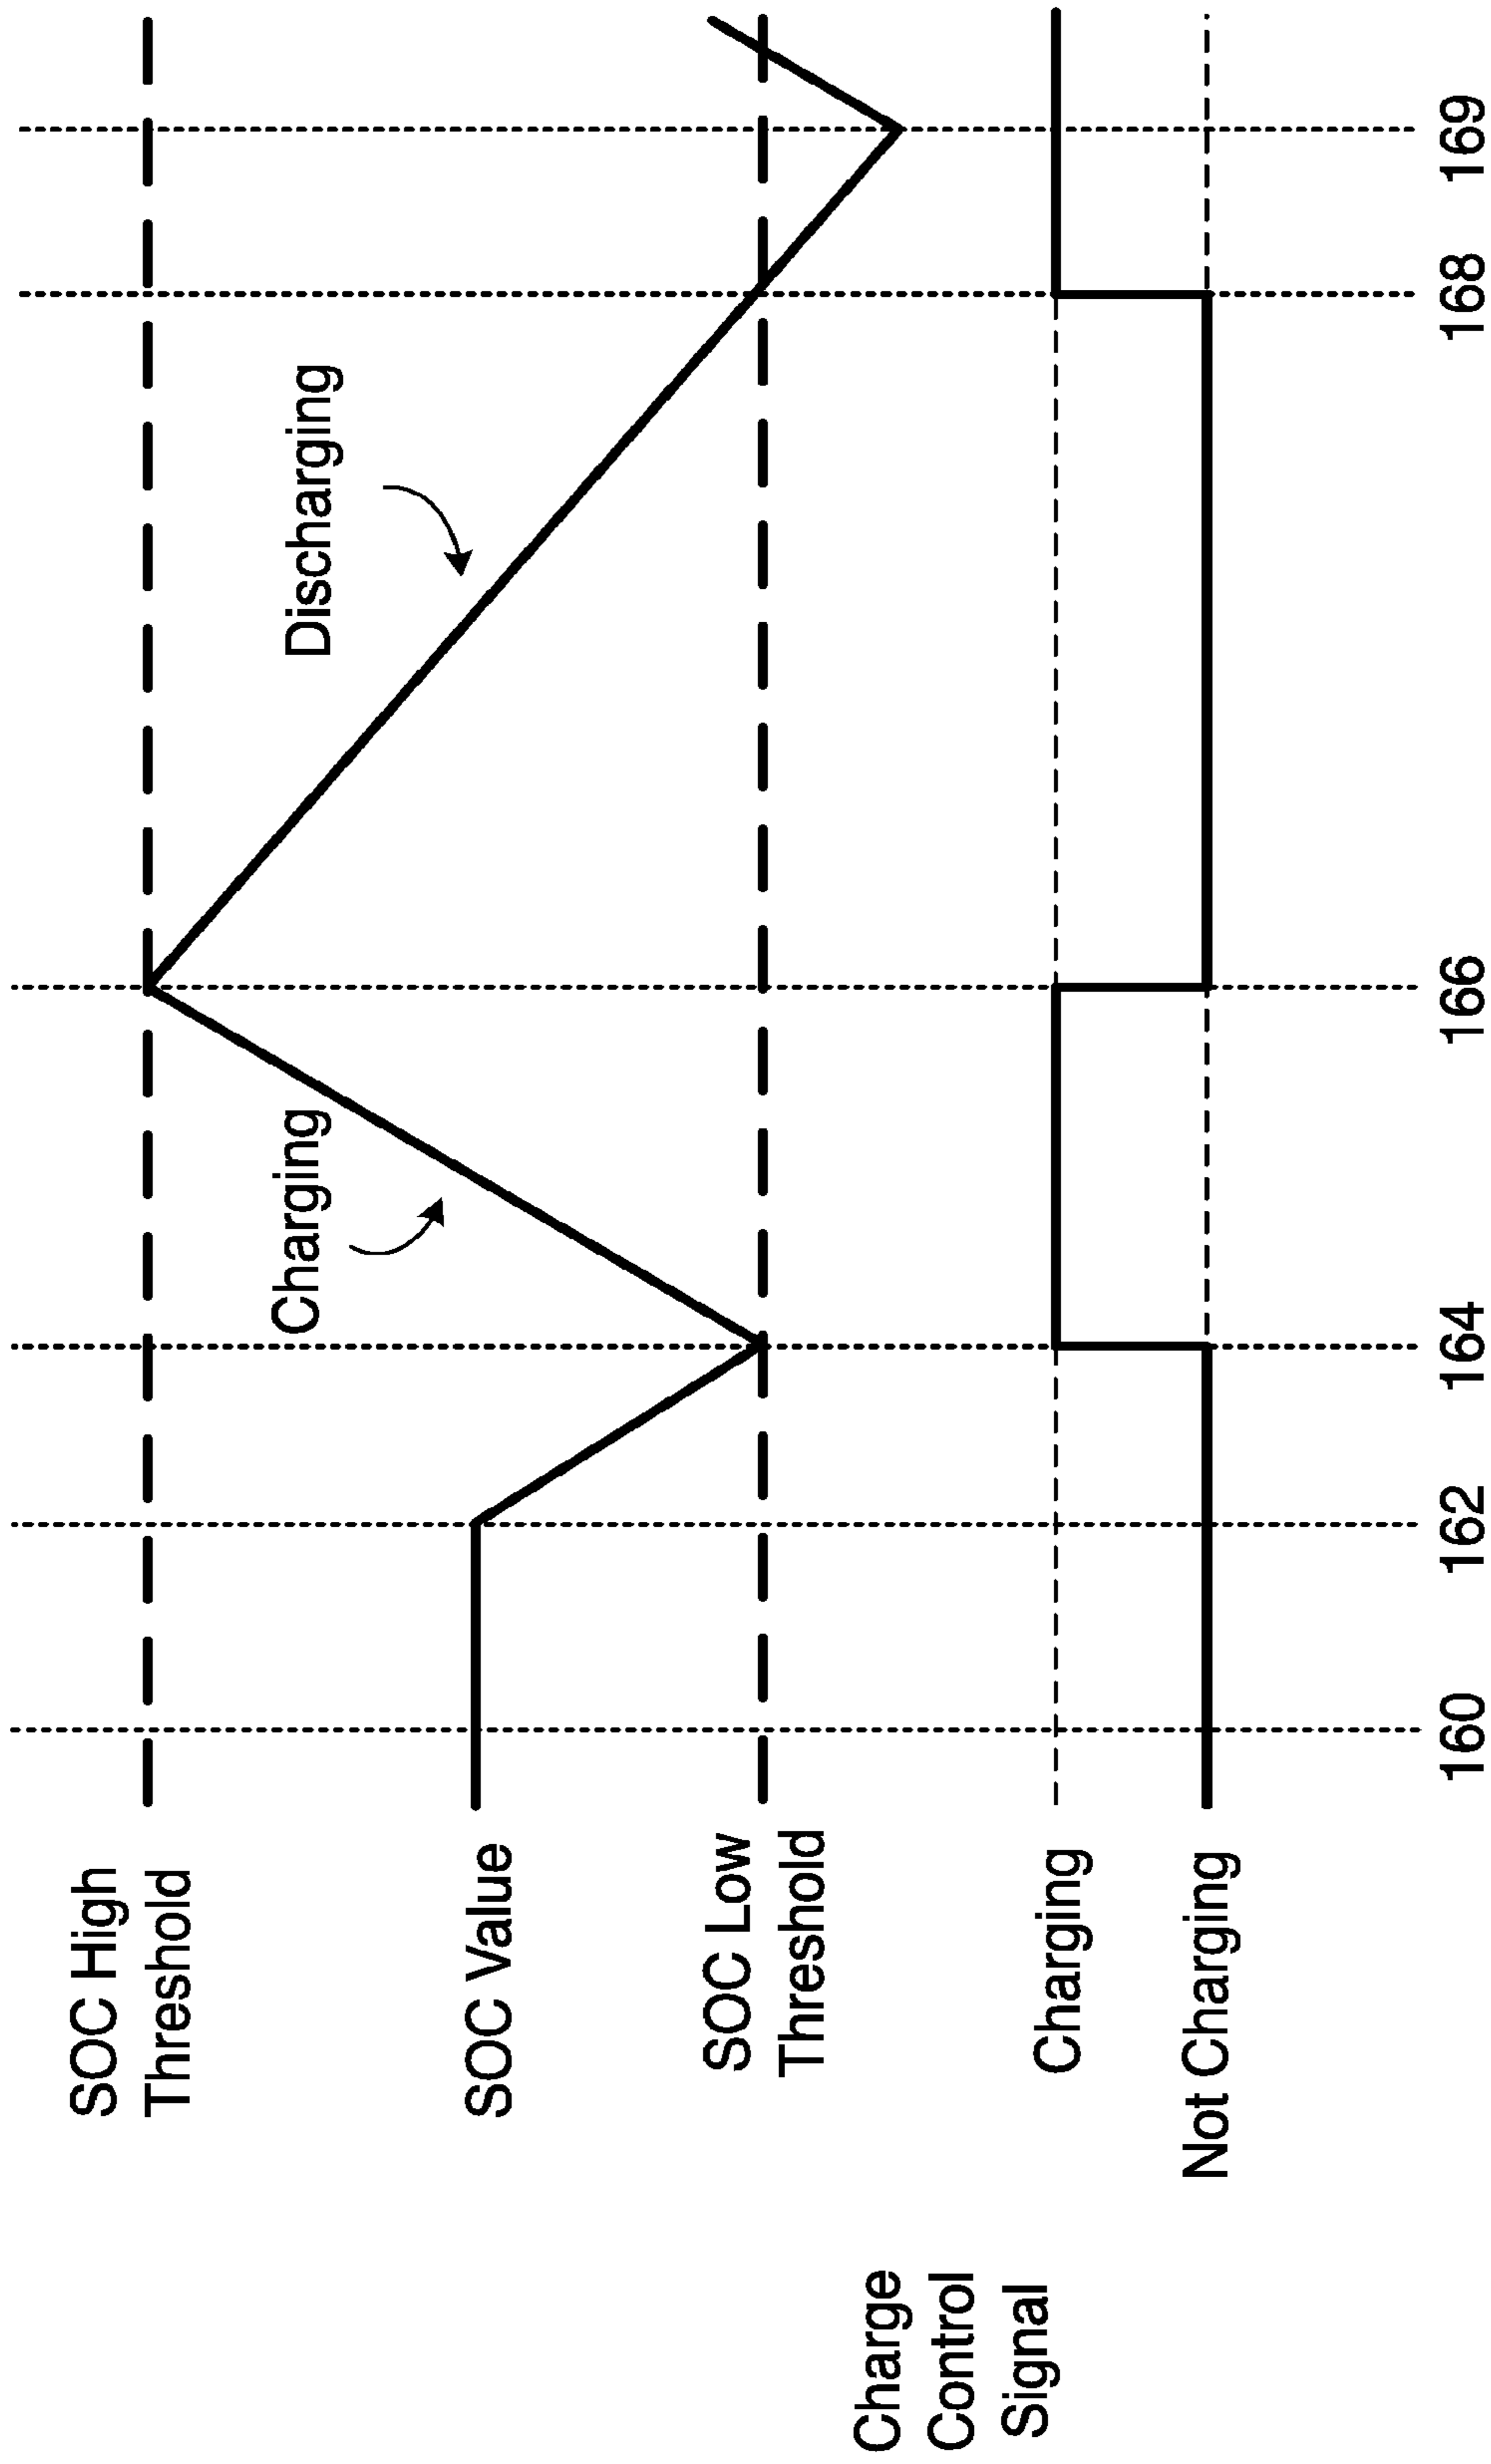 SOC High
Threshold
SOC Value
SOC Low
Threshold
Charging
Discharging
Charge
Control
Signal
Charging
Not Charging
160
162
164
166
168
169